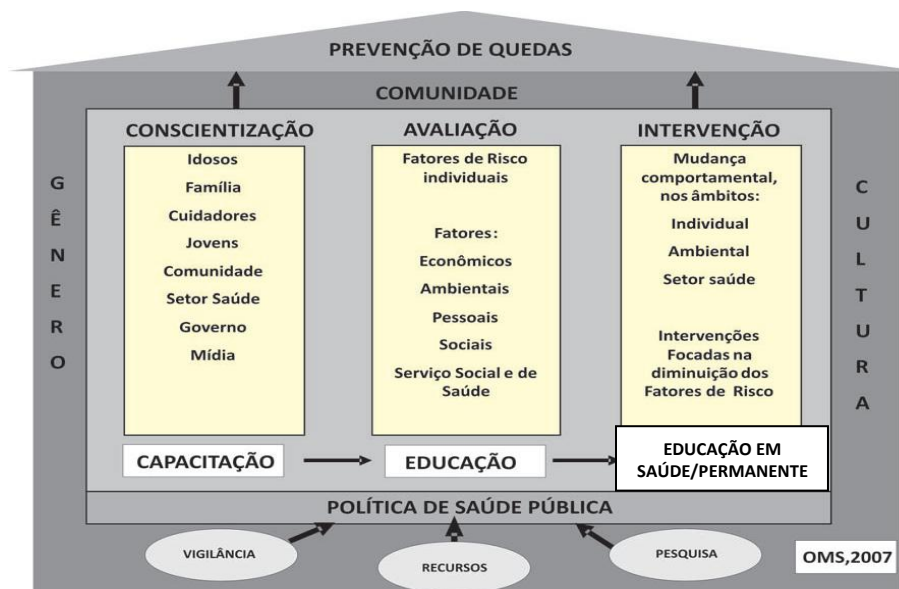 PREVENÇÃO DE QUEDAS
COMUNIDADE
GÊNERO
CONSCIENTIZAÇÃO
Idosos
Família
Cuidadores
Jovens
Comunidade
Setor Saúde
Governo
Mídia
AVALIAÇÃO
Fatores de Risco
individuais
Fatores:
Econômicos
Ambientais
Pessoais
Sociais
Serviço Social e de
Saúde
INTERVENÇÃO
Mudança
comportamental,
nos âmbitos:
Individual
Ambiental
Setor saúde
Intervenções
Focadas na
diminuição dos
Fatores de Risco
CULTURA
CAPACITAÇÃO
EDUCAÇÃO
EDUCAÇÃO EM
SAÚDE/PERMANENTE
POLÍTICA DE SAÚDE PÚBLICA
VIGILÂNCIA
RECURSOS
PESQUISA
OMS,2007